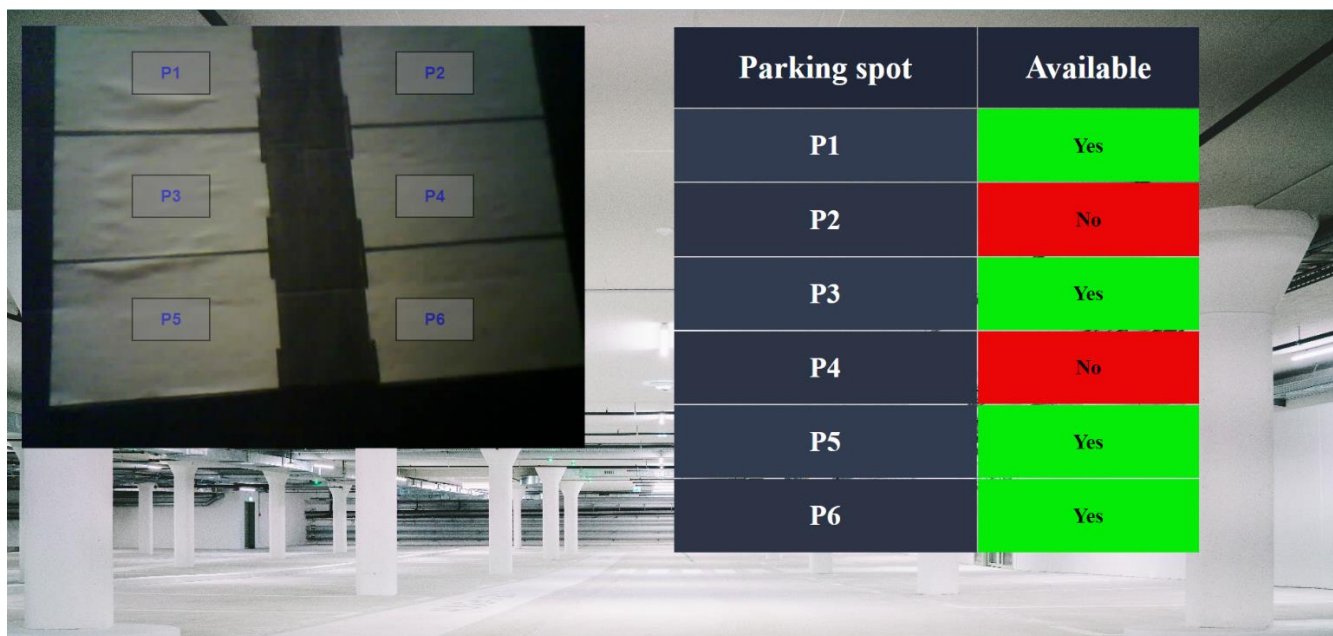 P1 P2
P3 P4
P5 P6
Parking spot Available
P1 Yes
P2 No
P3 Yes
P4 No
P5 Yes
P6 Yes